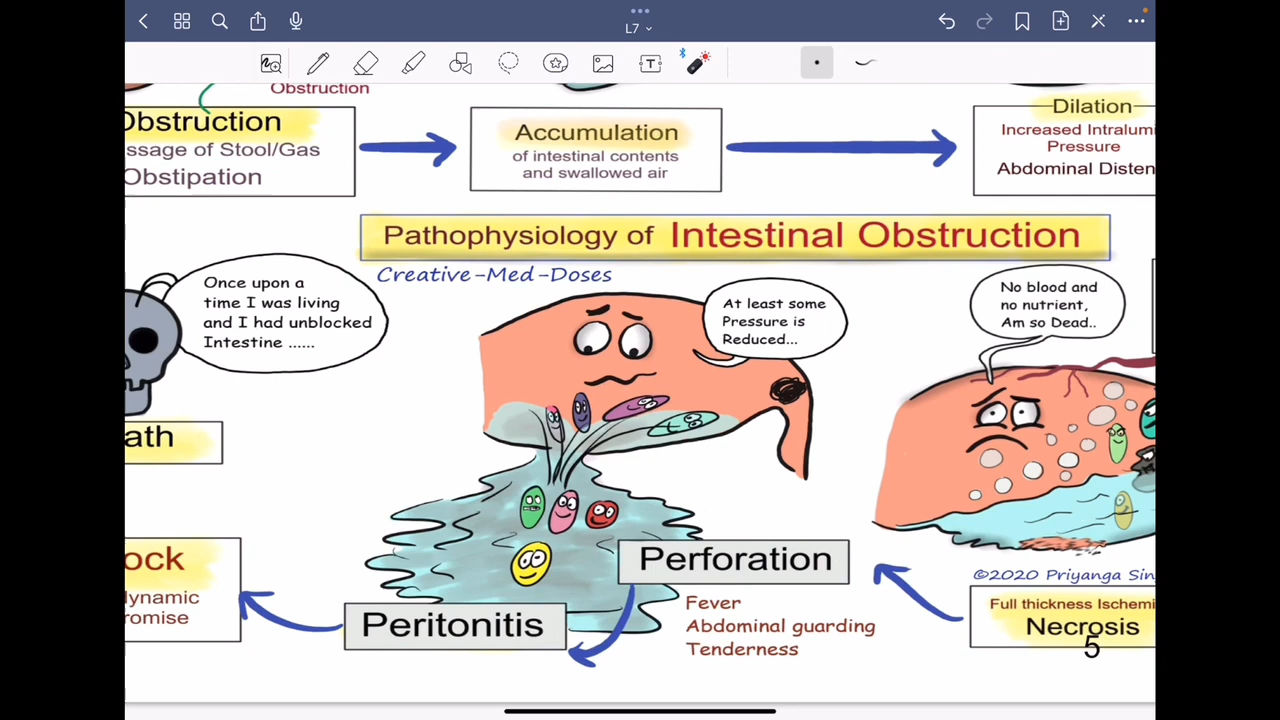 L7
Obstruction
Obstruction
ssage of Stool/Gas
Obstipation
Accumulation
of intestinal contents
and swallowed air
Dilation
Increased Intralumi
Pressure
Abdominal Disten
Pathophysiology of Intestinal Obstruction
Creative-Med-Doses
Once upon a
time I was living
and I had unblocked
Intestine ......
At least some
Pressure is
Reduced...
No blood and
no nutrient,
Am so Dead..
ath
ock
dynamic
romise
Peritonitis
Perforation
Fever
Abdominal guarding
Tenderness
©2020 Priyanga Sin
Full thickness Ischemi
Necrosis
5